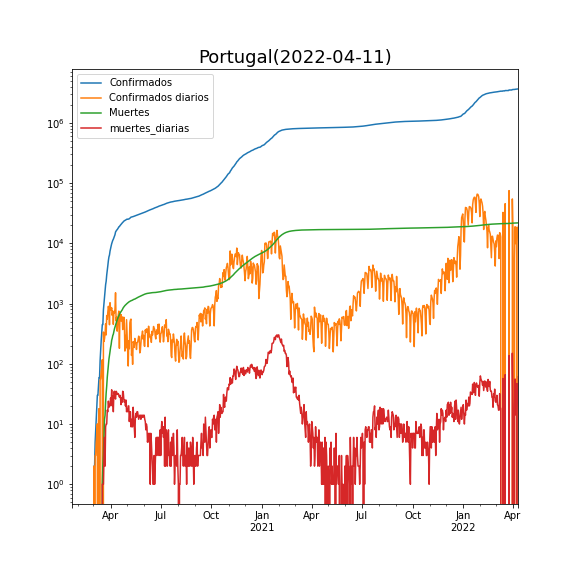 Portugal(2022-04-11)
Confirmados
Confirmados diarios
Muertes
muertes_diarias
10^6
10^5
10^4
10^3
10^2
10^1
10^0
Apr Jul Oct Jan Apr Jul Oct Jan Apr
2021 2022